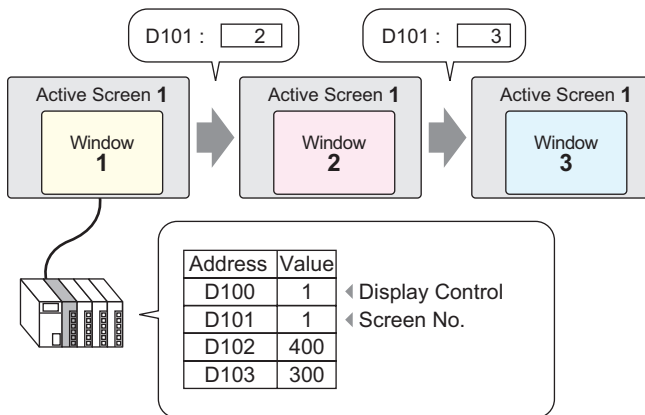 D101 : 2
D101 : 3
Active Screen 1
Window
1
Active Screen 1
Window
2
Active Screen 1
Window
3
Address Value
D100 1 Display Control
D101 1 Screen No.
D102 400
D103 300